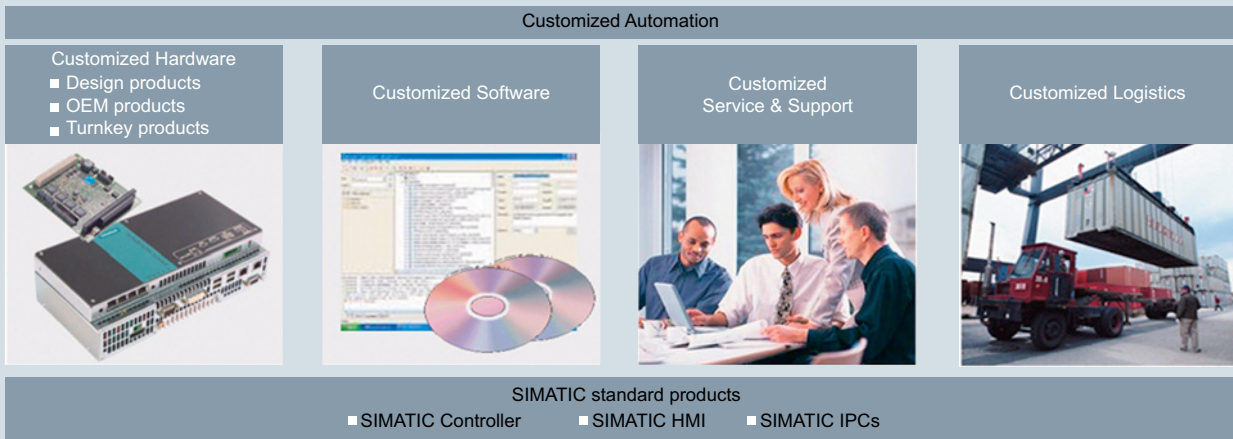 Customized Automation
Customized Hardware
Design products
OEM products
Turnkey products
Customized Software
Customized
Service & Support
Customized Logistics
SIMATIC standard products
SIMATIC Controller
SIMATIC HMI
SIMATIC IPCs